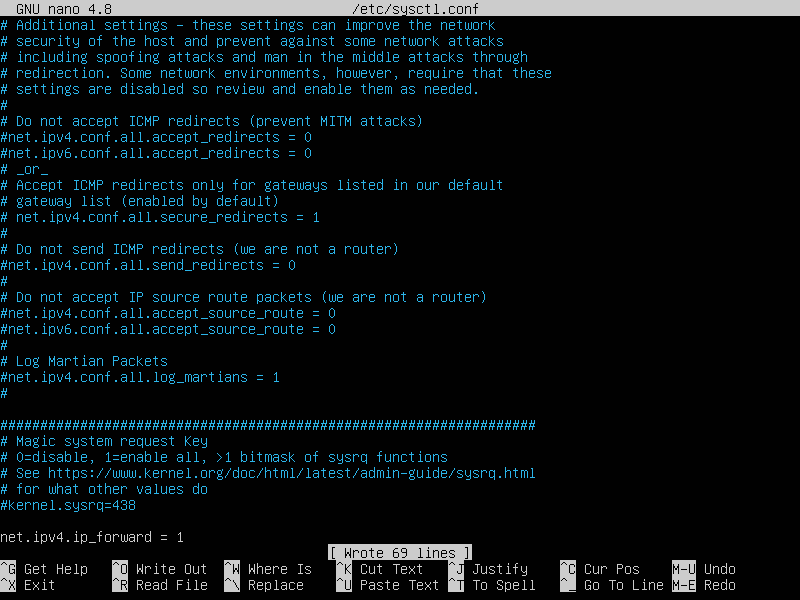 GNU nano 4.8 /etc/sysctl.conf
# Additional settings - these settings can improve the network
# security of the host and prevent against some network attacks
# including spoofing attacks and man in the middle attacks through
# redirection. Some network environments, however, require that these
# settings are disabled so review and enable them as needed.
#
# Do not accept ICMP redirects (prevent MITM attacks)
#net.ipv4.conf.all.accept_redirects = 0
#net.ipv6.conf.all.accept_redirects = 0
# _or_
# Accept ICMP redirects only for gateways listed in our default
# gateway list (enabled by default)
# net.ipv4.conf.all.secure_redirects = 1
#
# Do not send ICMP redirects (we are not a router)
#net.ipv4.conf.all.send_redirects = 0
#
# Do not accept IP source route packets (we are not a router)
#net.ipv4.conf.all.accept_source_route = 0
#net.ipv6.conf.all.accept_source_route = 0
#
# Log Martian Packets
#net.ipv4.conf.all.log_martians = 1
#
###################################################################
# Magic system request Key
# 0=disable, 1=enable all, >1 bitmask of sysrq functions
# See https://www.kernel.org/doc/html/latest/admin-guide/sysrq.html
# for what other values do
#kernel.sysrq=438
net.ipv4.ip_forward = 1
[ Wrote 69 lines ]
^G Get Help ^O Write Out ^W Where Is ^K Cut Text ^J Justify ^C Cur Pos M-U Undo
^X Exit ^R Read File ^\ Replace ^U Paste Text ^T To Spell ^_ Go To Line M-E Redo